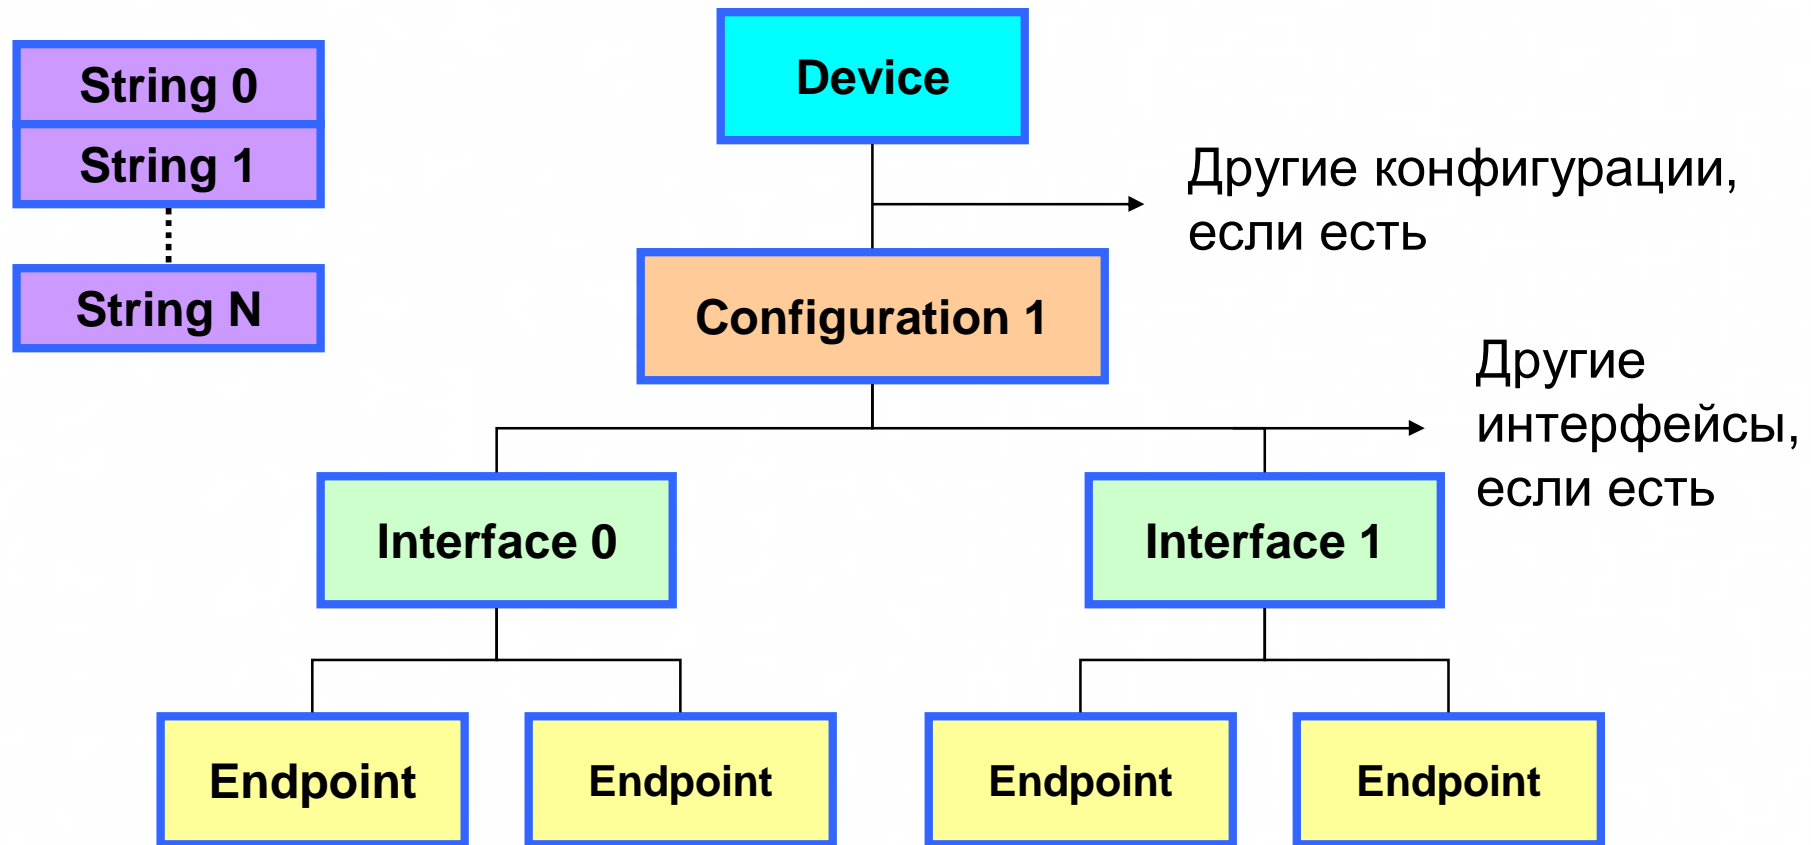 String 0
String 1
String N
Device
Другие конфигурации,
если есть
Configuration 1
Другие
интерфейсы,
если есть
Interface 0
Interface 1
Endpoint
Endpoint
Endpoint
Endpoint